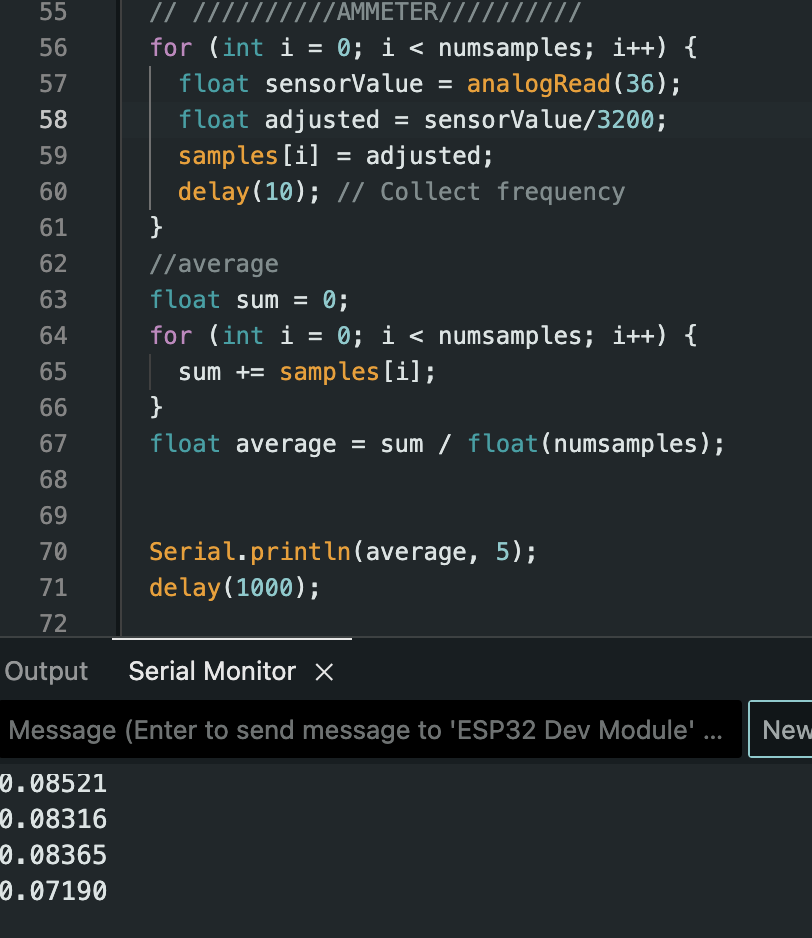 55 // //////////AMMETER//////////
56 for (int i = 0; i < numsamples; i++) {
57 float sensorValue = analogRead(36);
58 float adjusted = sensorValue/3200;
59 samples[i] = adjusted;
60 delay(10); // Collect frequency
61 }
62 //average
63 float sum = 0;
64 for (int i = 0; i < numsamples; i++) {
65 sum += samples[i];
66 }
67 float average = sum / float(numsamples);
68
69
70 Serial.println(average, 5);
71 delay(1000);
72
Output Serial Monitor ×
Message (Enter to send message to 'ESP32 Dev Module' ... New
0.08521
0.08316
0.08365
0.07190